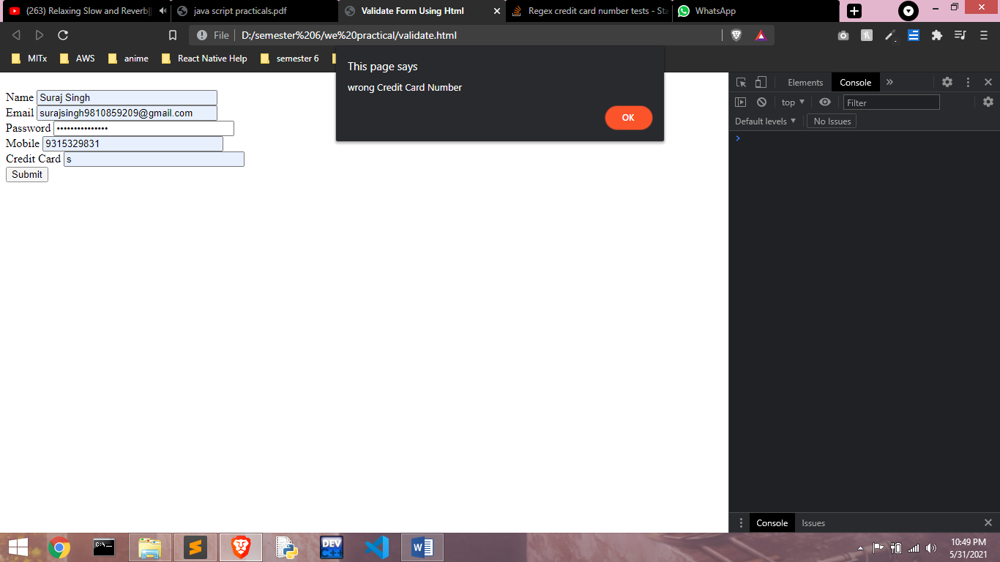 (263) Relaxing Slow and Reverb
java script practicals.pdf
Validate Form Using Html
Regex credit card number tests - Sta
WhatsApp
File
D:/semester%206/we%20practical/validate.html
MITx
AWS
anime
React Native Help
semester 6
This page says
wrong Credit Card Number
OK
Name Suraj Singh
Email surajsingh9810859209@gmail.com
Password •••••••••••••••
Mobile 9315329831
Credit Card s
Submit
Elements
Console
top
Filter
Default levels
No Issues
Console
Issues
C:\
DEV
C++
W
10:49 PM
5/31/2021